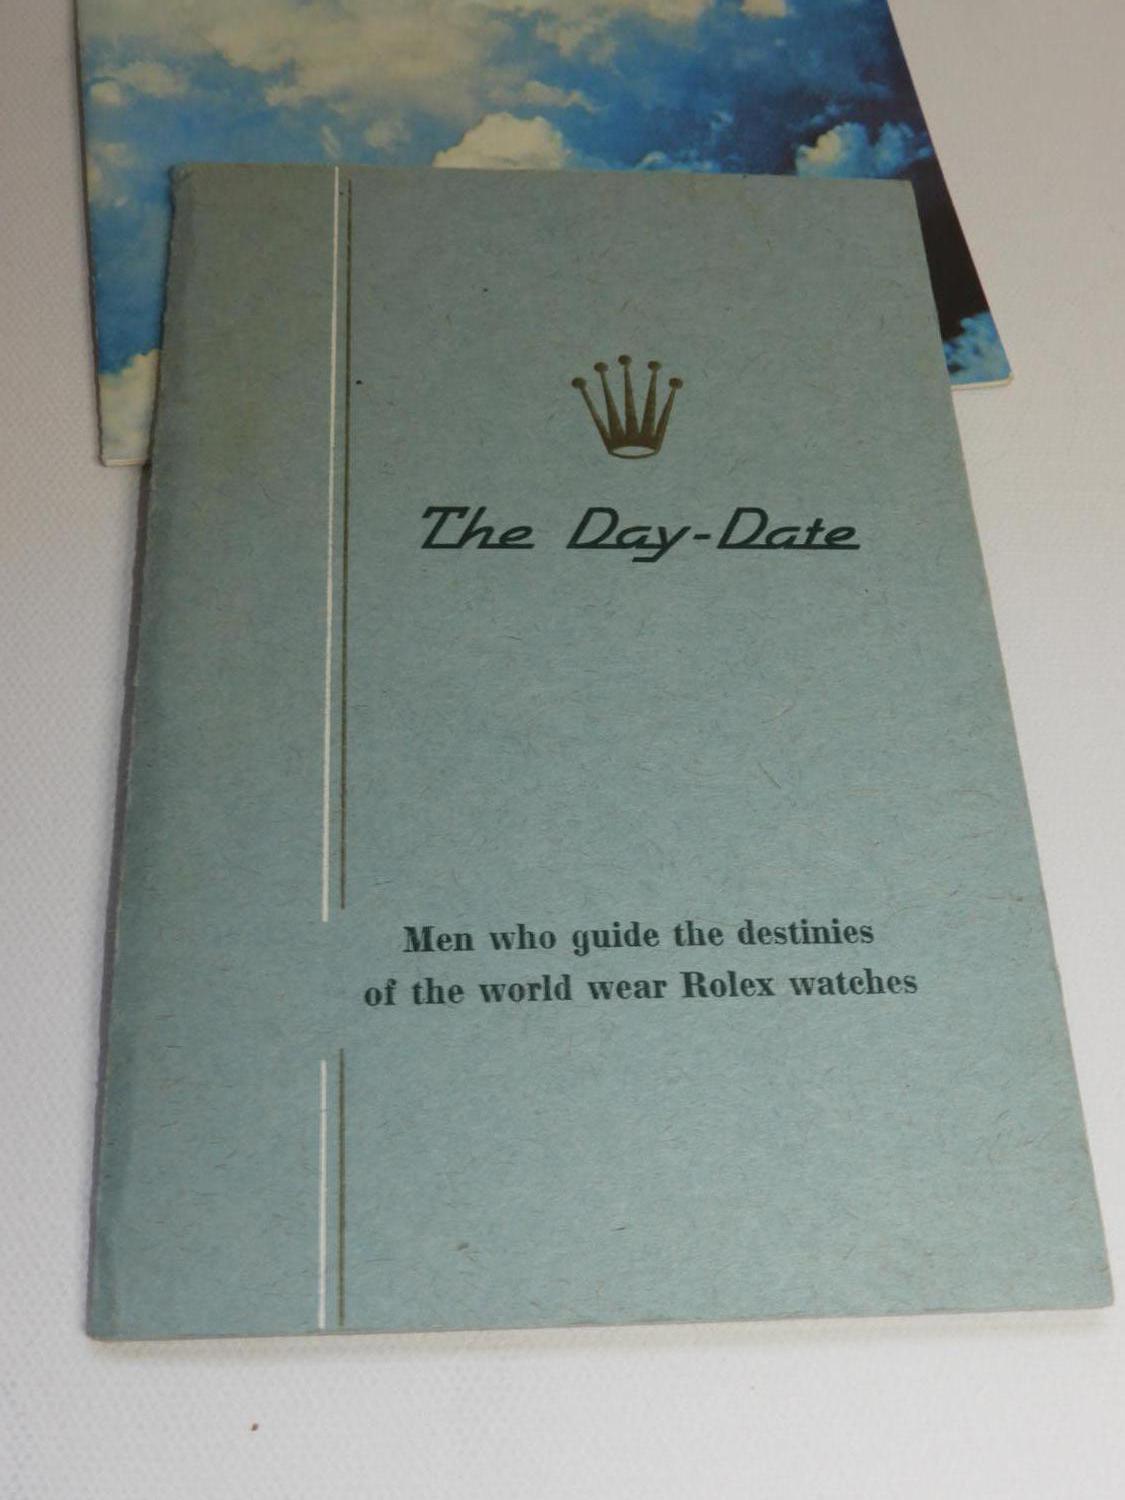 The Day-Date
Men who guide the destinies
of the world wear Rolex watches